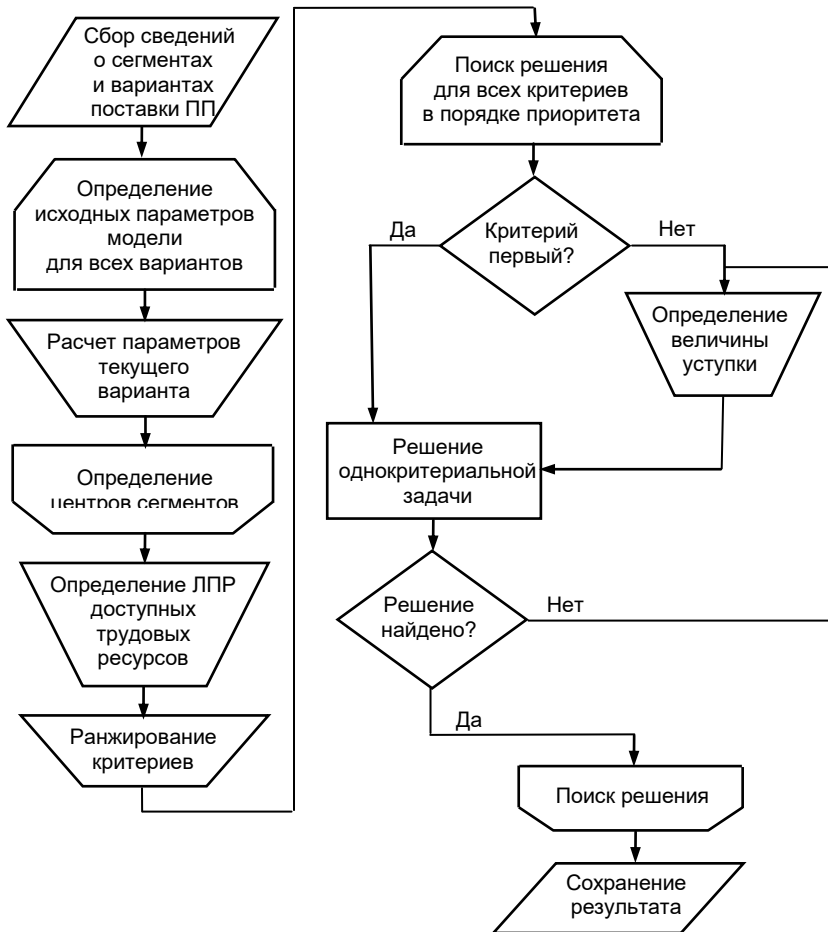 Сбор сведений
о сегментах
и вариантах
поставки ПП
Определение
исходных параметров
модели
для всех вариантов
Расчет параметров
текущего
варианта
Определение
центров сегментов
Определение ЛПР
доступных
трудовых
ресурсов
Ранжирование
критериев
Поиск решения
для всех критериев
в порядке приоритета
Критерий
первый?
Да
Нет
Определение
величины
уступки
Решение
однокритериальной
задачи
Решение
найдено?
Нет
Да
Поиск решения
Сохранение
результата